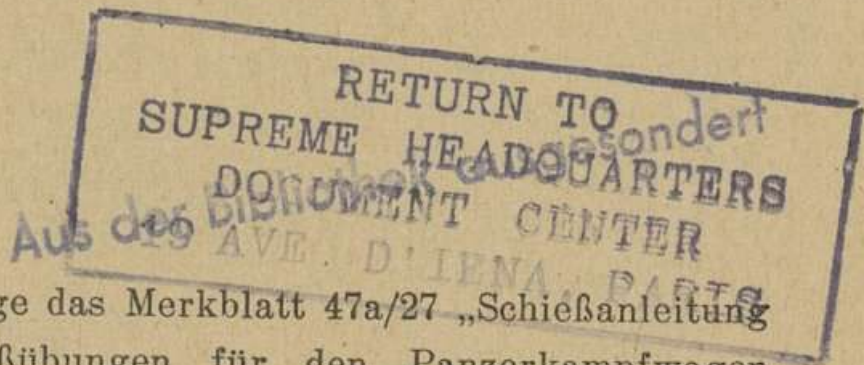 RETURN TO
SUPREME HEADQUARTERS
DOCUMENT CENTER
19 AVE D'IENA, PARIS
Aus der Bibliothek ausgesondert
ge das Merkblatt 47a/27 „Schießanleitung
ßübungen für den Panzerkampfwagen